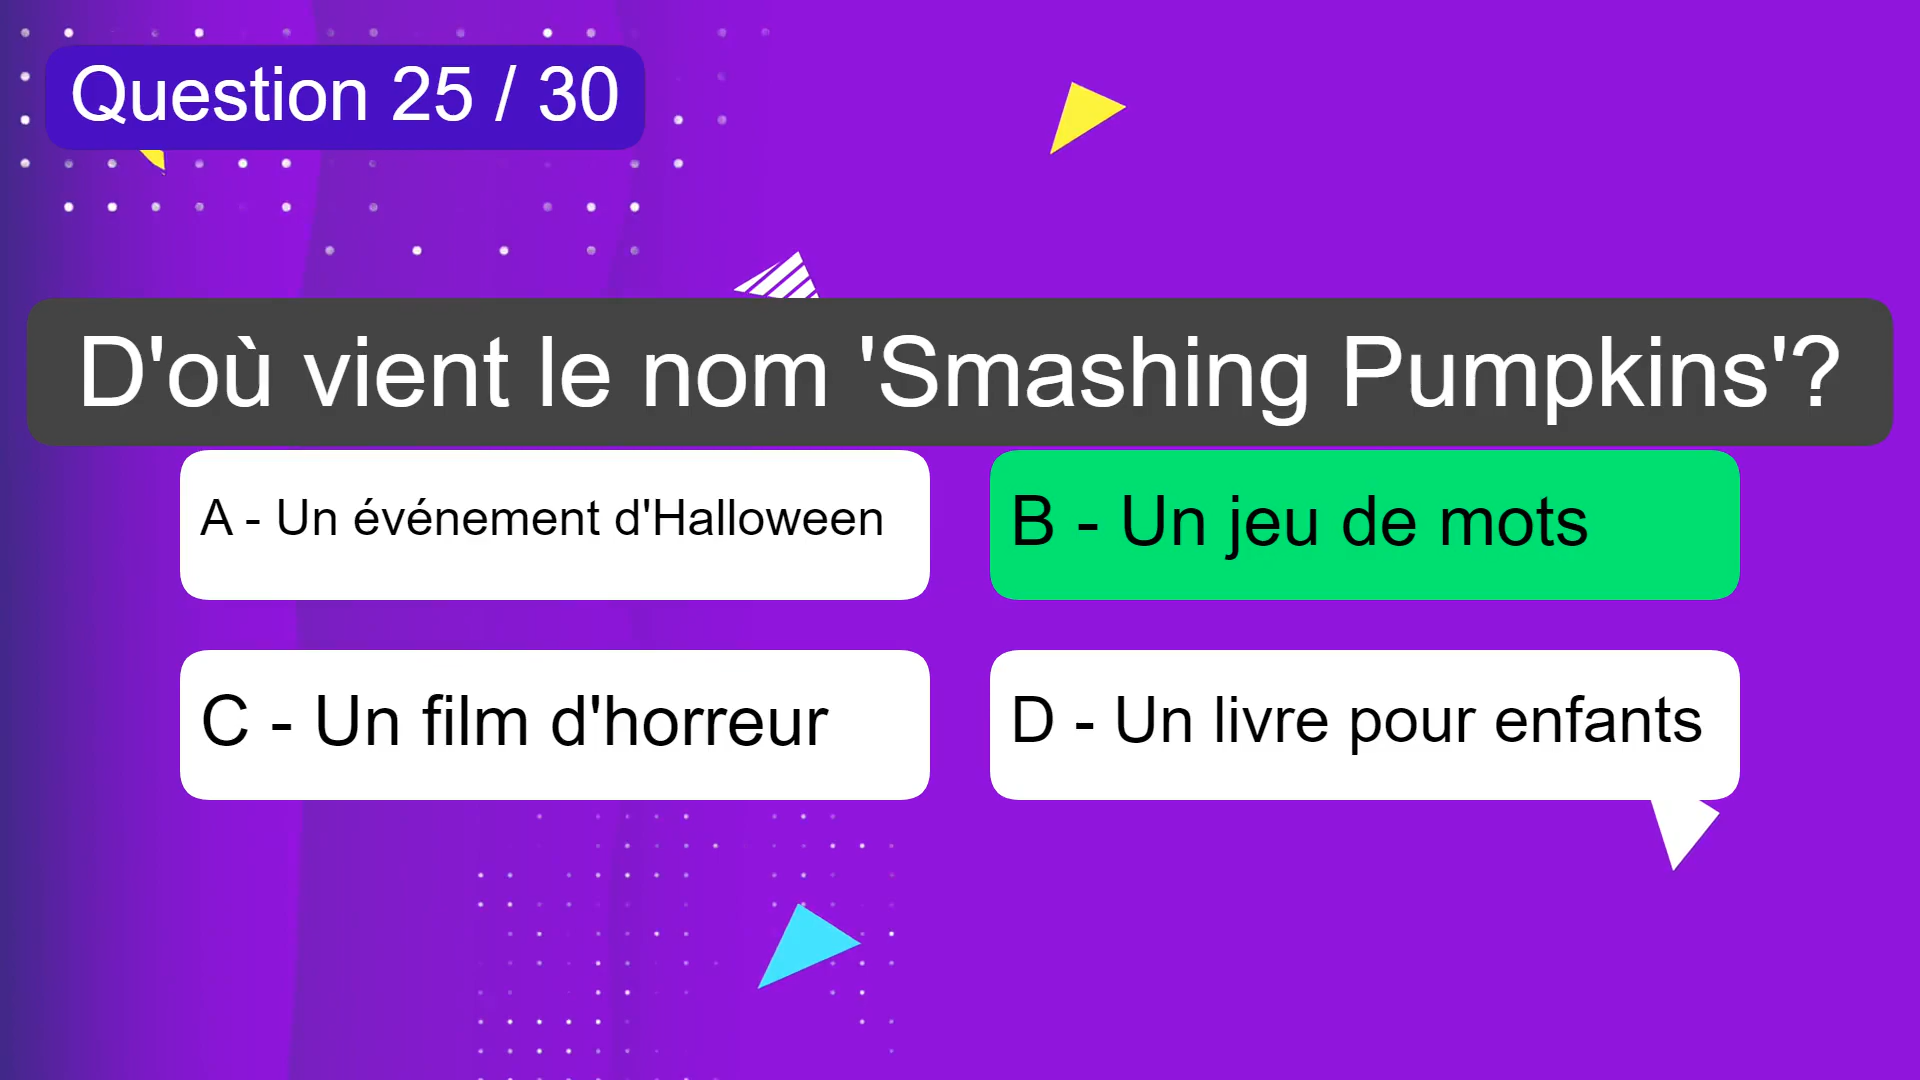 Question 25 / 30
D'où vient le nom 'Smashing Pumpkins'?
A - Un événement d'Halloween
B - Un jeu de mots
C - Un film d'horreur
D - Un livre pour enfants